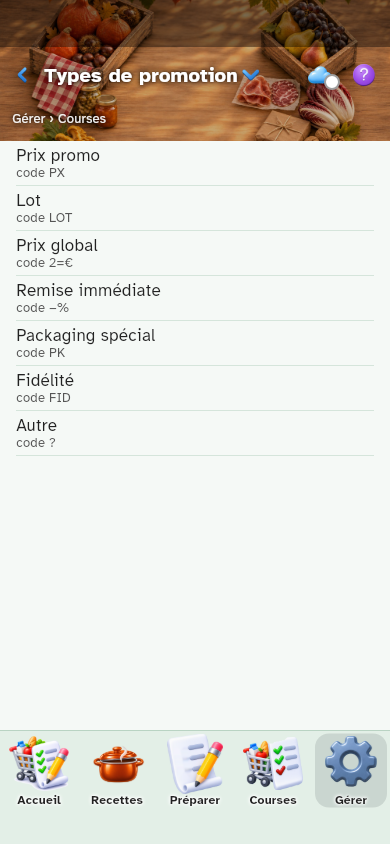 Types de promotion
?
Gérer › Courses
Prix promo
code PX
Lot
code LOT
Prix global
code 2=€
Remise immédiate
code −%
Packaging spécial
code PK
Fidélité
code FID
Autre
code ?
Accueil
Recettes
Préparer
Courses
Gérer